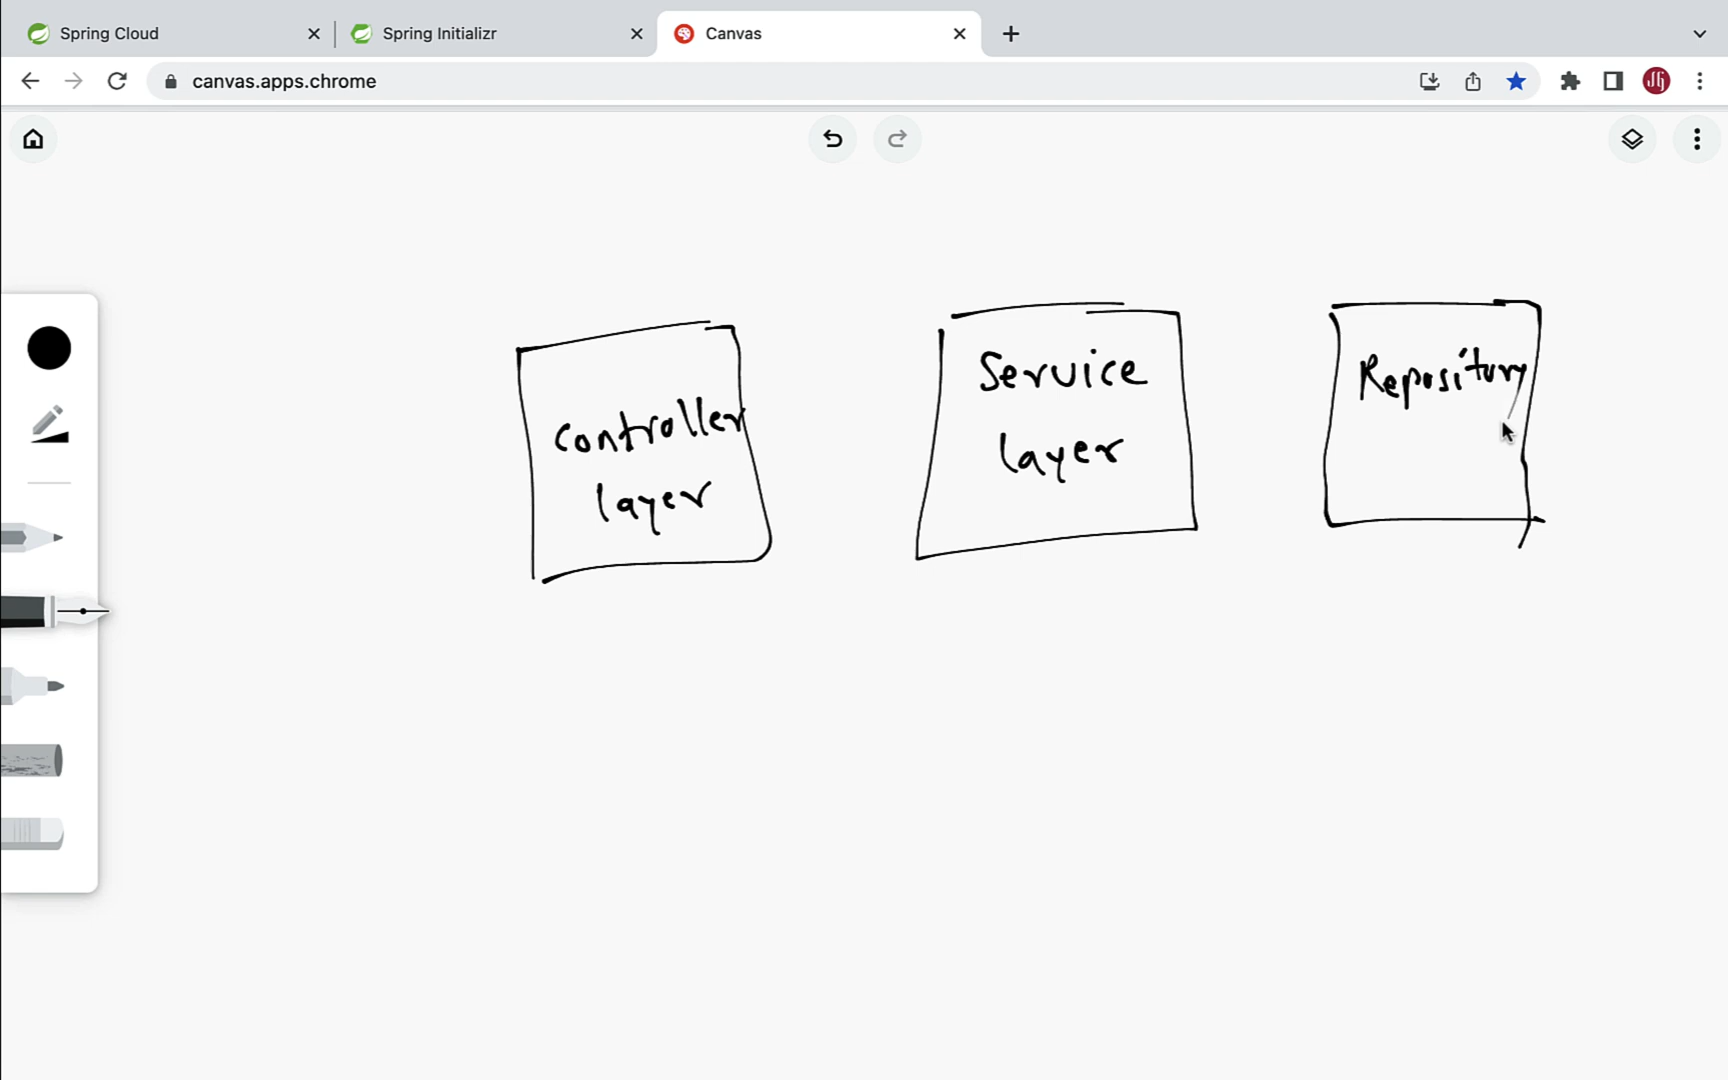 Spring Cloud
Spring Initializr
Canvas
canvas.apps.chrome
Controller
layer
Service
layer
Repository